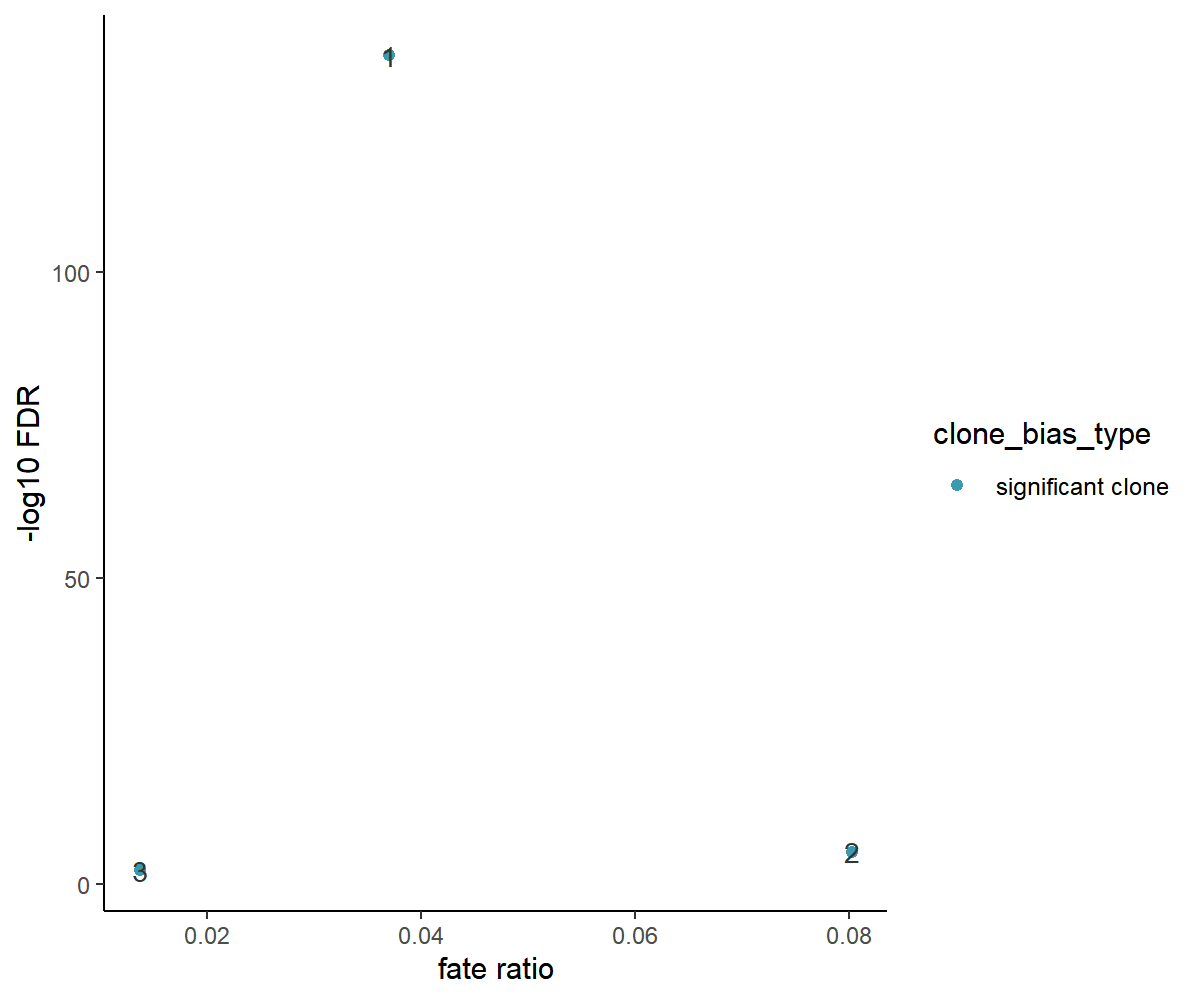 1
100
50
0
3
2
0.02
0.04
0.06
0.08
fate ratio
-log10 FDR
clone_bias_type
significant clone